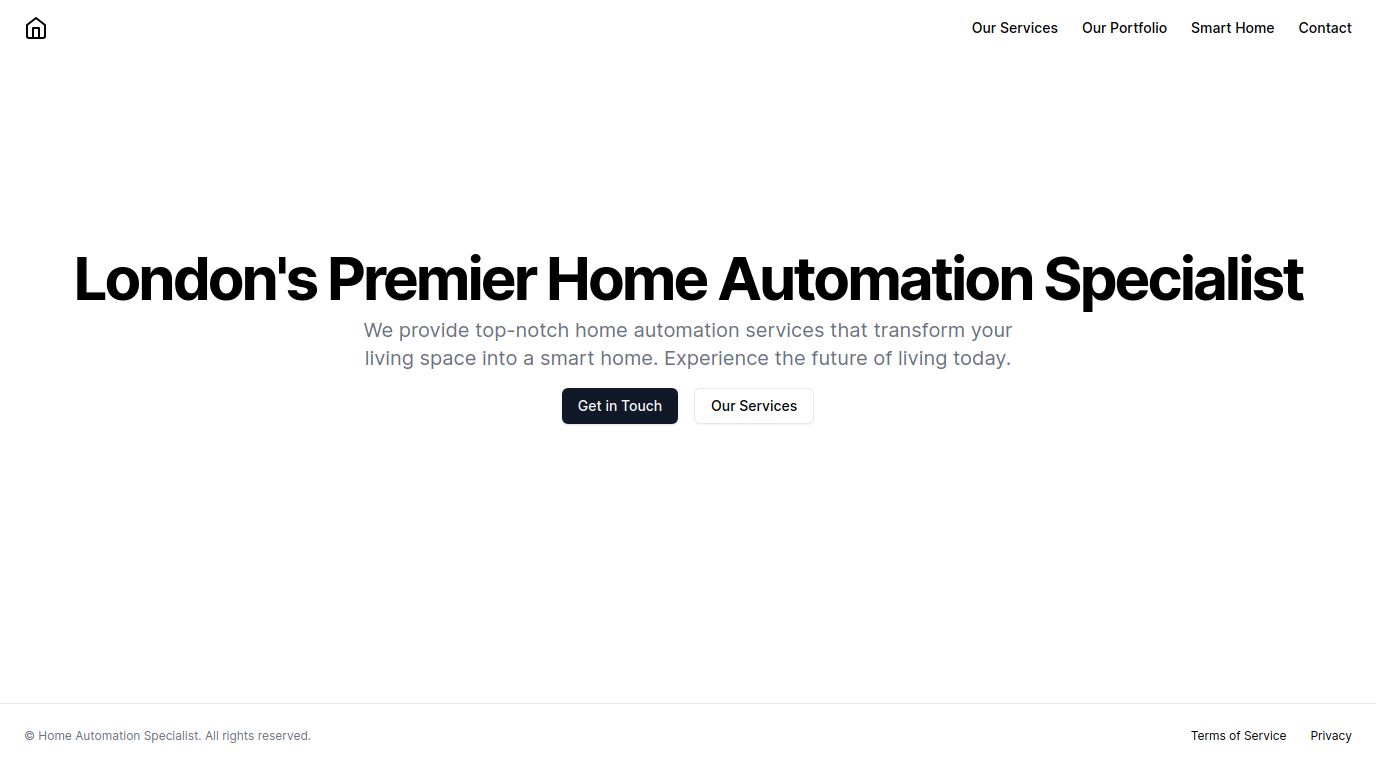 Our Services Our Portfolio Smart Home Contact
London's Premier Home Automation Specialist
We provide top-notch home automation services that transform your
living space into a smart home. Experience the future of living today.
Get in Touch Our Services
© Home Automation Specialist. All rights reserved. Terms of Service Privacy